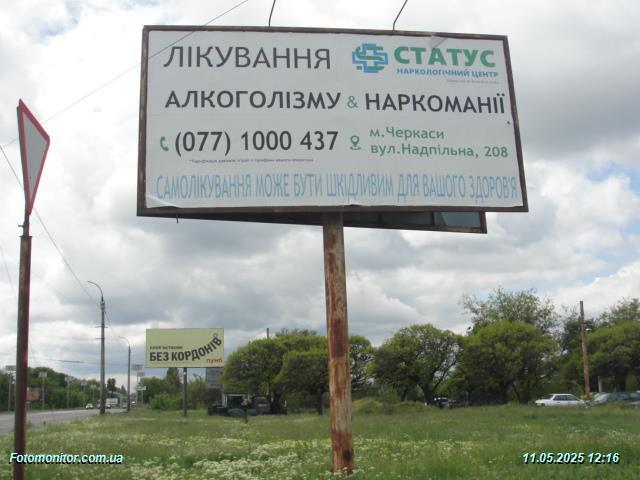 ЛІКУВАННЯ
СТАТУС
НАРКОЛОГІЧНИЙ ЦЕНТР
АЛКОГОЛІЗМУ & НАРКОМАНІЇ
(077) 1000 437
м.Черкаси
вул.Надпільна, 208
САМОЛІКУВАННЯ МОЖЕ БУТИ ШКІДЛИВИМ ДЛЯ ВАШОГО ЗДОРОВ'Я
БЕЗ КОРДОНІВ
пумб
Fotomonitor.com.ua
11.05.2025 12:16